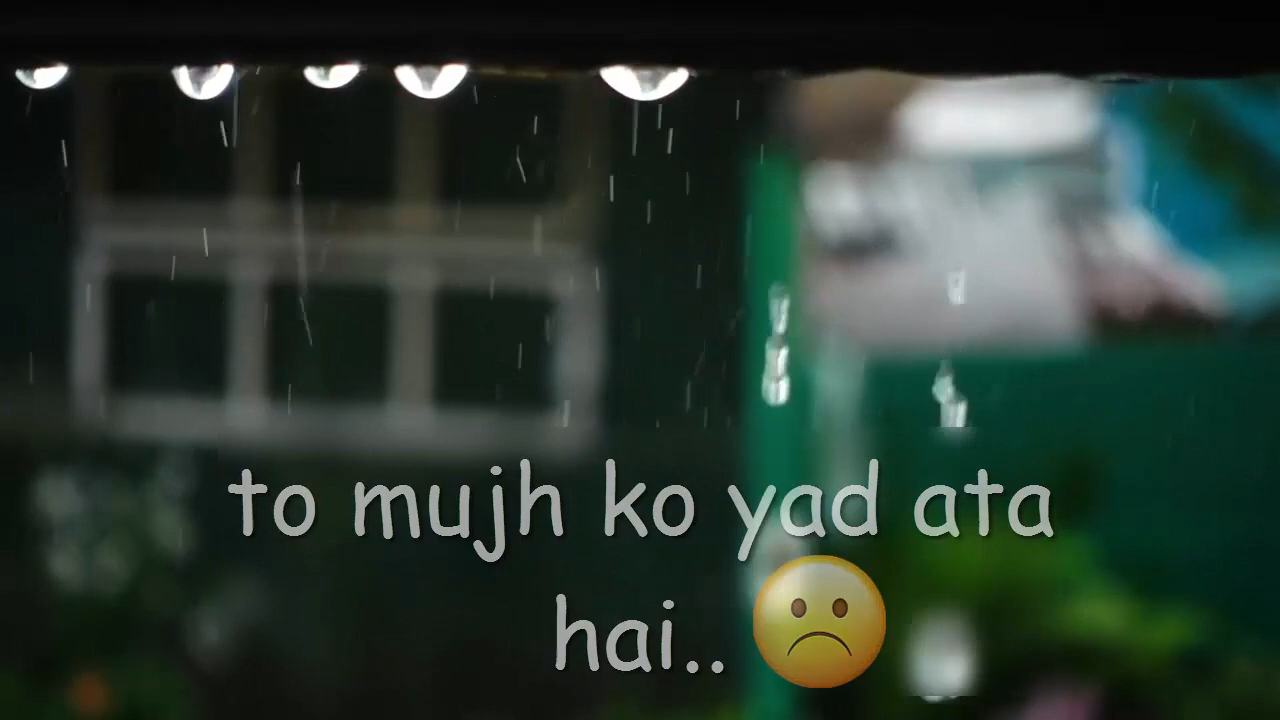 to mujh ko yad ata
hai.. ☹️